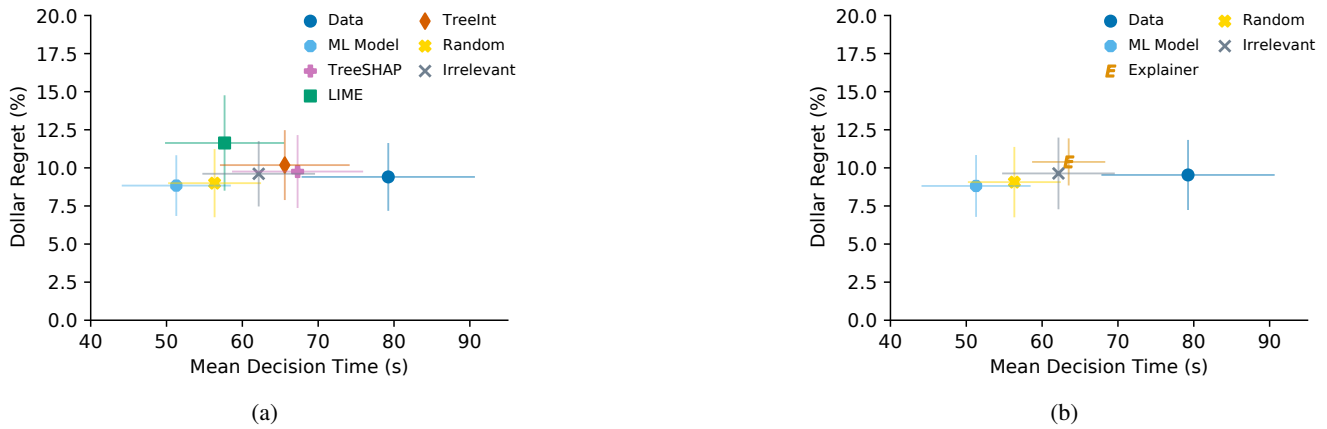 20.0
17.5
15.0
12.5
10.0
7.5
5.0
2.5
0.0
Dollar Regret (%)
40 50 60 70 80 90
Mean Decision Time (s)
Data
ML Model
TreeSHAP
LIME
TreeInt
Random
Irrelevant
(a)
20.0
17.5
15.0
12.5
10.0
7.5
5.0
2.5
0.0
Dollar Regret (%)
40 50 60 70 80 90
Mean Decision Time (s)
Data
ML Model
E Explainer
Random
Irrelevant
E
(b)